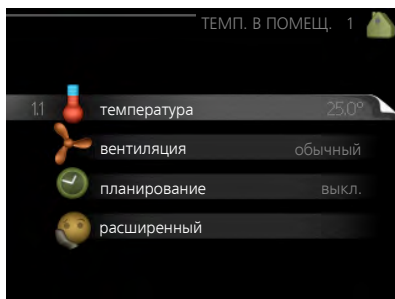 ТЕМП. В ПОМЕЩ. 1
1.1 температура 25.0°
вентиляция обычный
планирование выкл.
расширенный